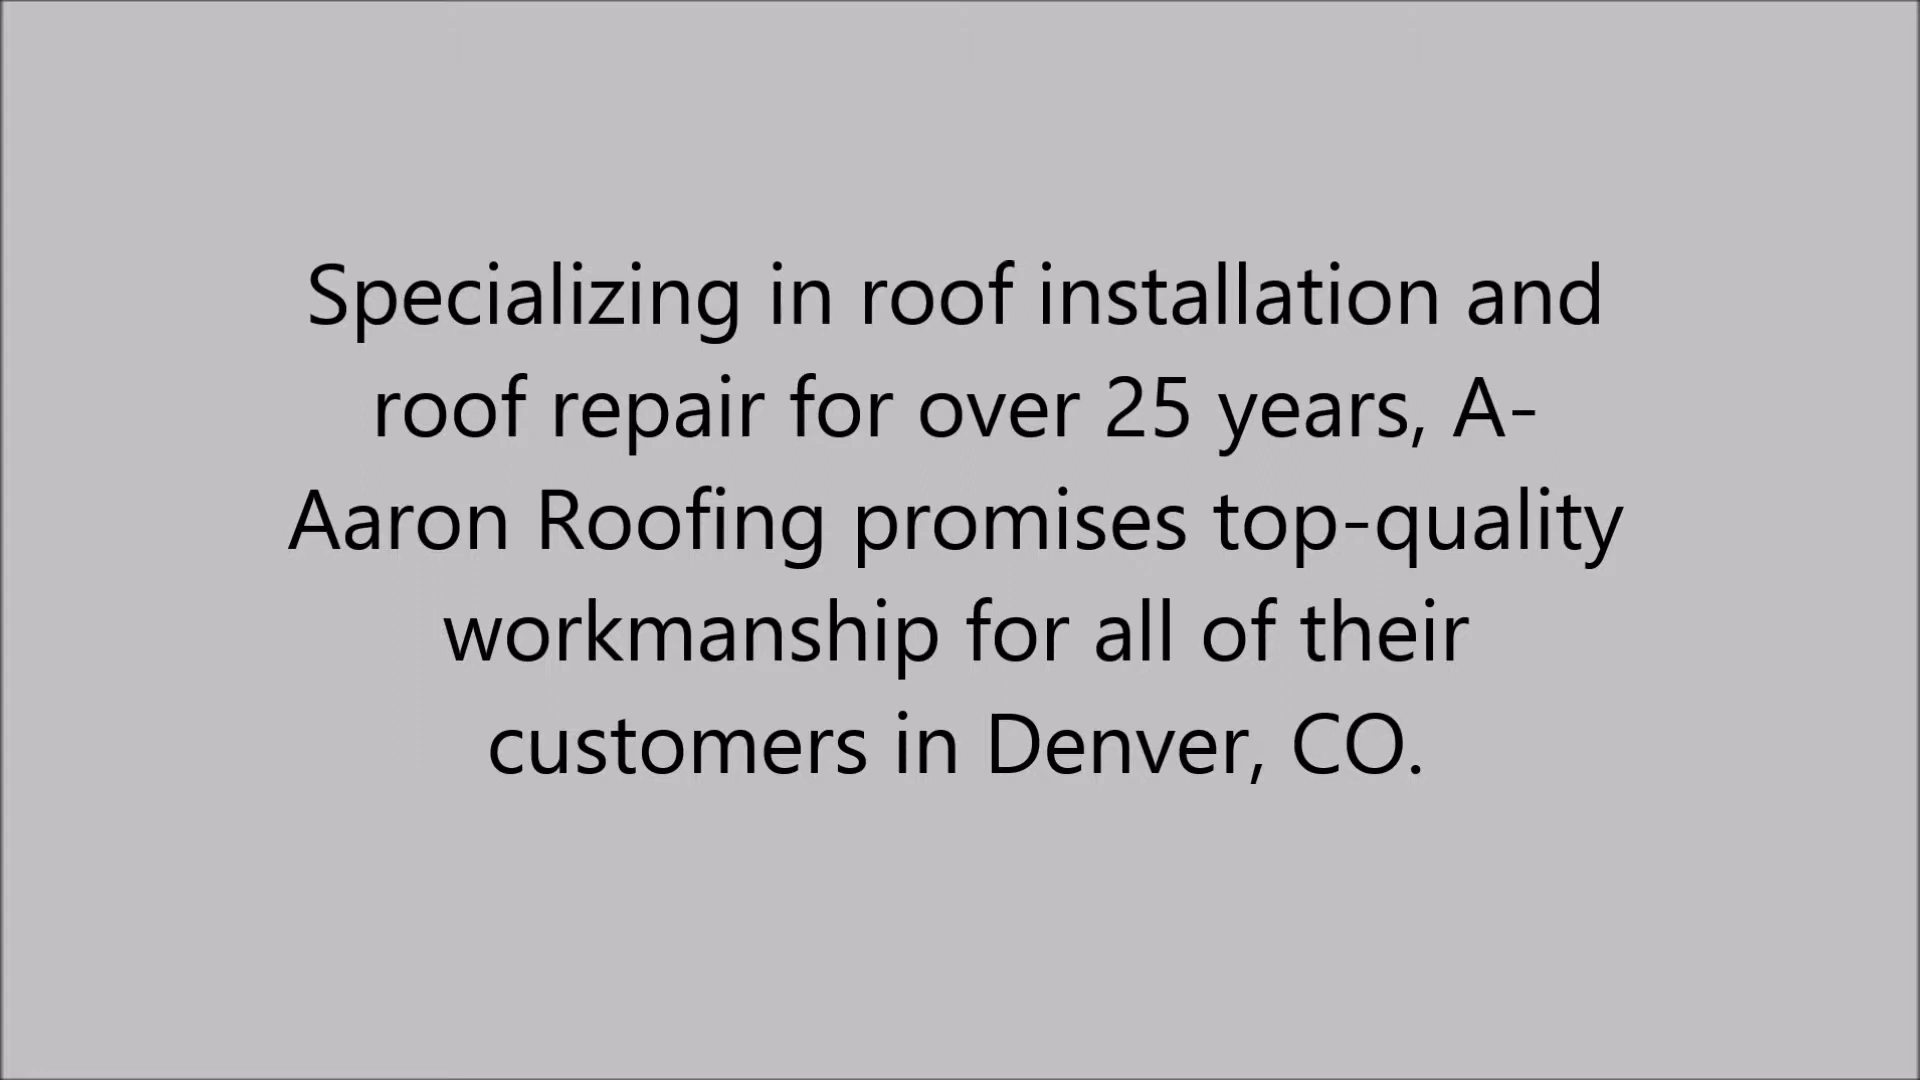 Specializing in roof installation and
roof repair for over 25 years, A-
Aaron Roofing promises top-quality
workmanship for all of their
customers in Denver, CO.